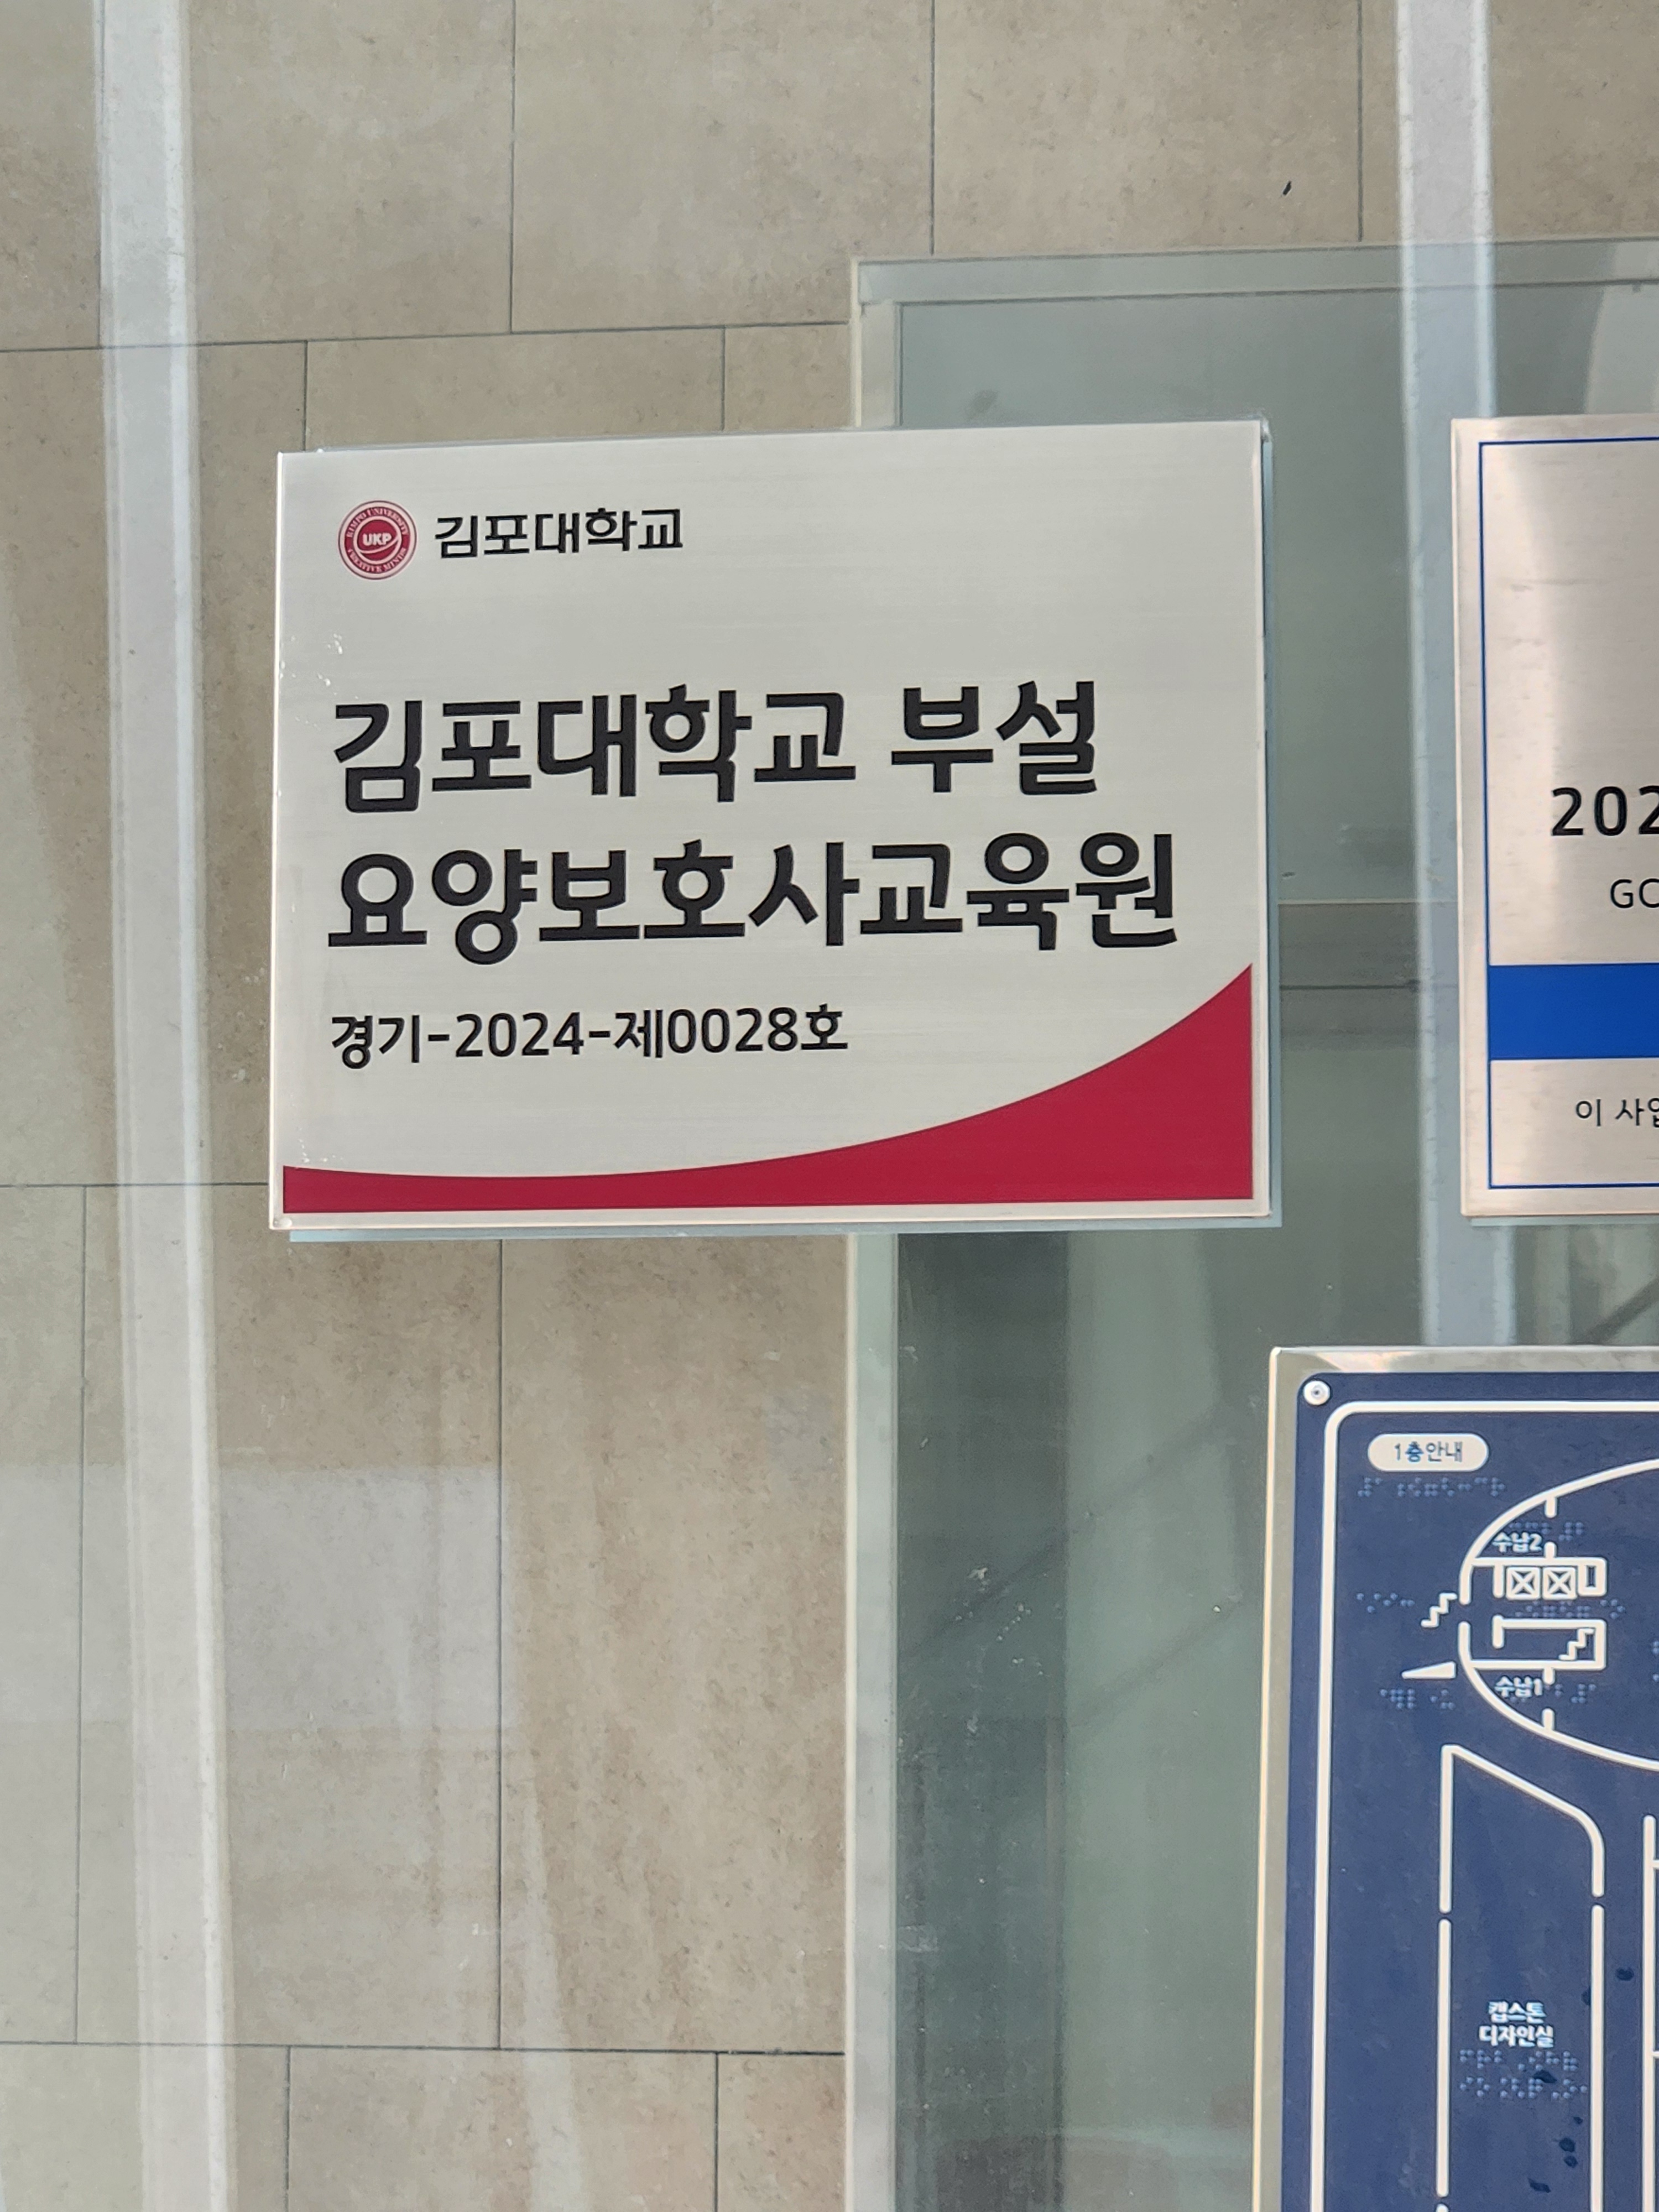 김포대학교
UKP
김포대학교 부설
요양보호사교육원
경기-2024-제0028호
202
GC
이 사업
1층안내
수납2
수납1
캡스톤
디자인실